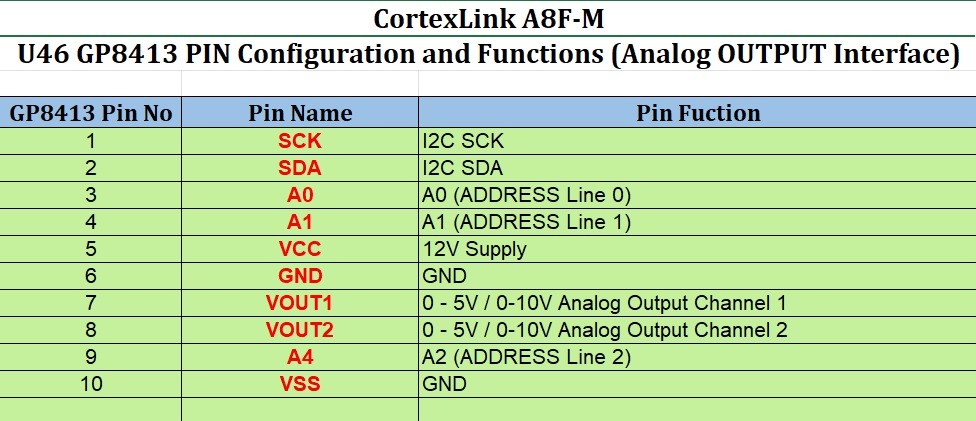 CortexLink A8F-M
U46 GP8413 PIN Configuration and Functions (Analog OUTPUT Interface)
GP8413 Pin No Pin Name Pin Fuction
1 SCK I2C SCK
2 SDA I2C SDA
3 A0 A0 (ADDRESS Line 0)
4 A1 A1 (ADDRESS Line 1)
5 VCC 12V Supply
6 GND GND
7 VOUT1 0 - 5V / 0-10V Analog Output Channel 1
8 VOUT2 0 - 5V / 0-10V Analog Output Channel 2
9 A4 A2 (ADDRESS Line 2)
10 VSS GND